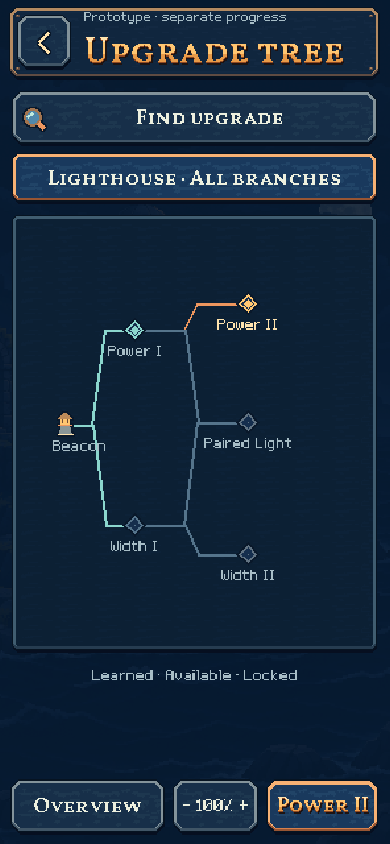 Prototype · separate progress
Upgrade tree
Find upgrade
Lighthouse · All branches
Power II
Power I
Paired Light
Beacon
Width I
Width II
Learned · Available · Locked
Overview
- 100% +
Power II